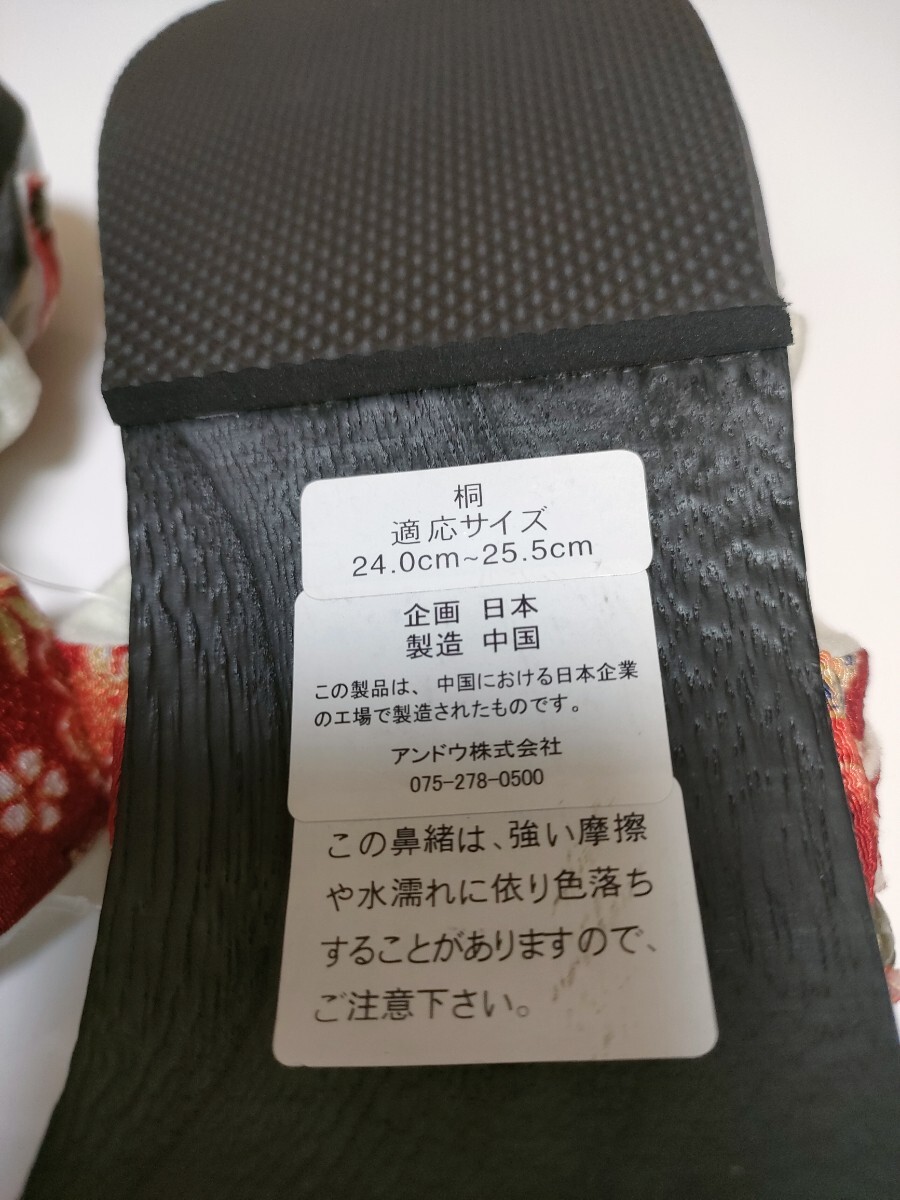 桐
適応サイズ
24.0cm~25.5cm
企画 日本
製造 中国
この製品は、中国における日本企業
の工場で製造されたものです。
アンドウ株式会社
075-278-0500
この鼻緒は、強い摩擦
や水濡れに依り色落ち
することがありますので、
ご注意下さい。